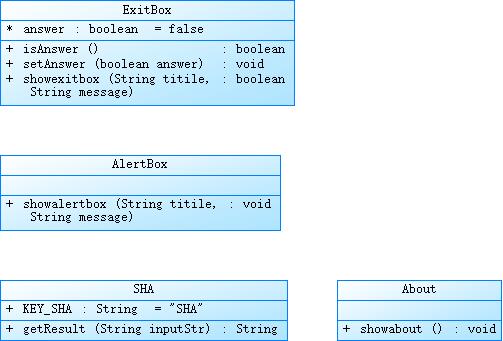 ExitBox
* answer : boolean = false
+ isAnswer () : boolean
+ setAnswer (boolean answer) : void
+ showexitbox (String titile, : boolean
String message)
AlertBox
+ showalertbox (String titile, : void
String message)
SHA
+ KEY_SHA : String = "SHA"
+ getResult (String inputStr) : String
About
+ showabout () : void